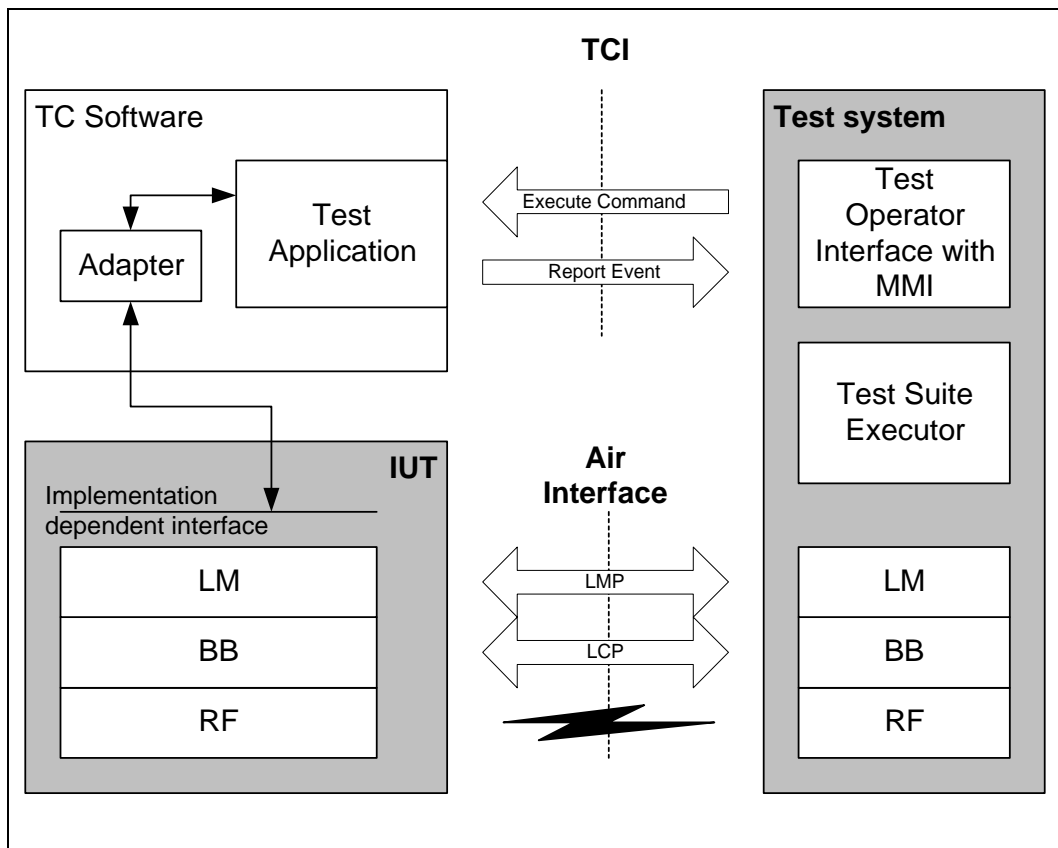 TCI
TC Software
Test
Application
Adapter
Execute Command
Report Event
Test system
Test
Operator
Interface with
MMI
Test Suite
Executor
IUT
Implementation
dependent interface
LM
BB
RF
Air
Interface
LMP
LCP
LM
BB
RF